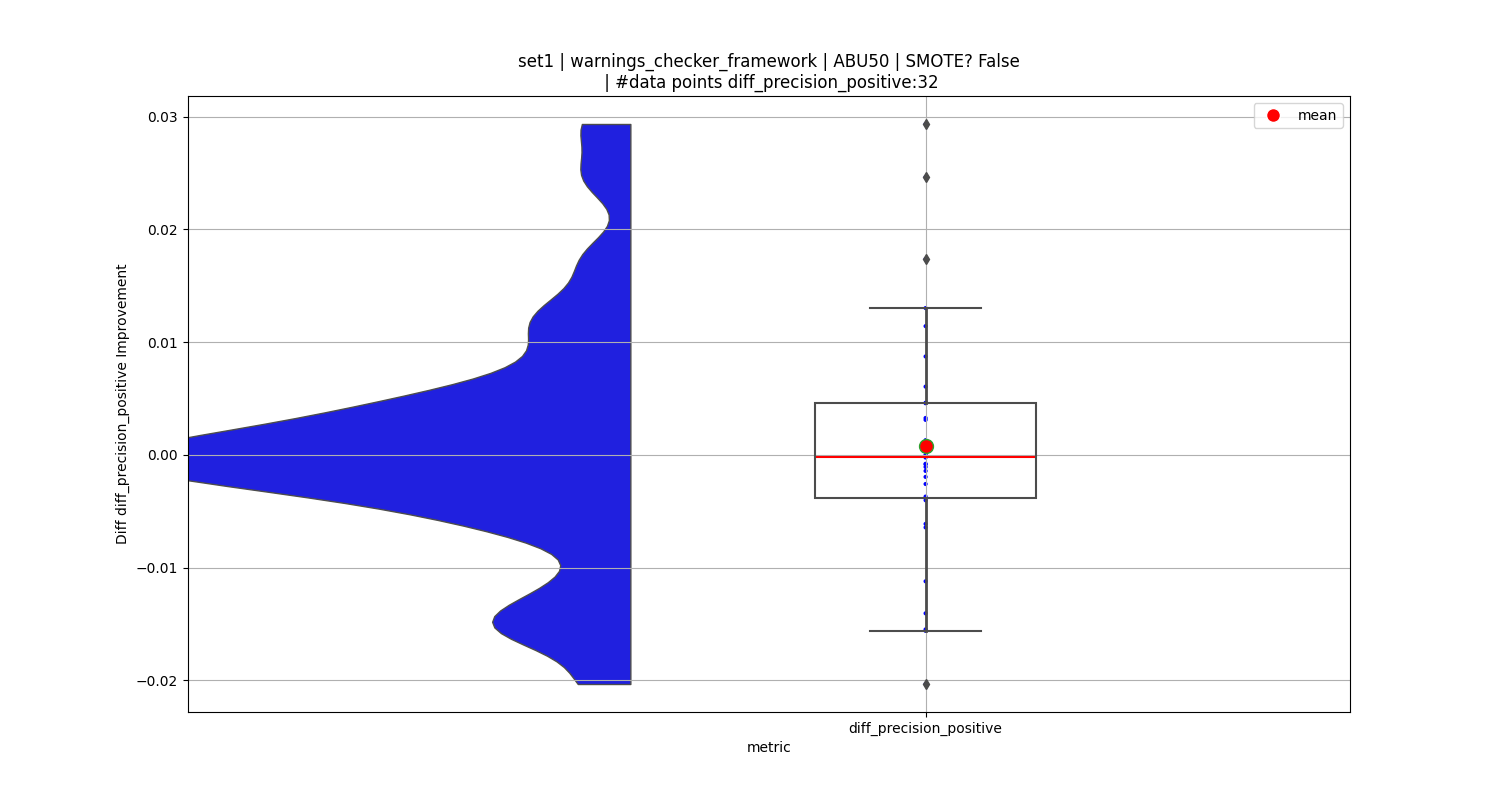 set1 | warnings_checker_framework | ABU50 | SMOTE? False
| #data points diff_precision_positive:32
mean
0.03
0.02
0.01
0.00
−0.01
−0.02
Diff diff_precision_positive Improvement
diff_precision_positive
metric